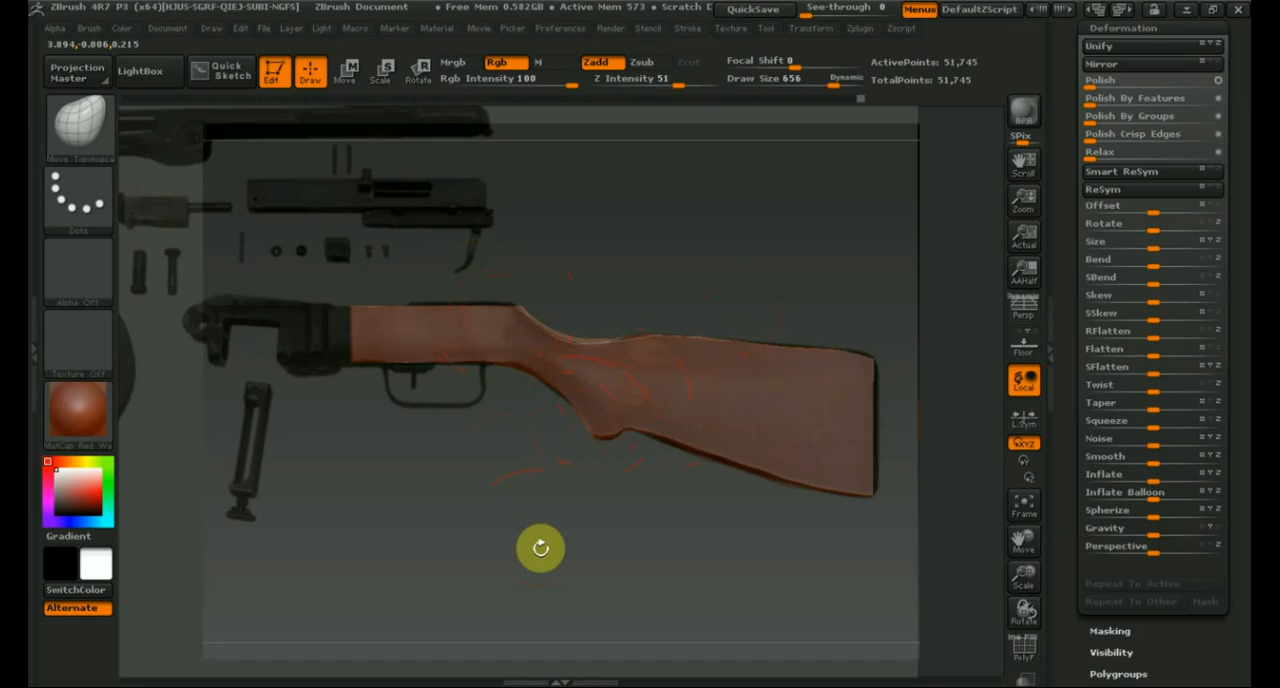 ZBrush 4R7 P3 (x64)[HJUS-SGRF-QIEJ-SUBI-NGFS] ZBrush Document • Free Mem 0.582GB • Active Mem 573 • Scratch D QuickSave See-through 0 Menus DefaultZScript
Alpha Brush Color Document Draw Edit File Layer Light Macro Marker Material Movie Picker Preferences Render Stencil Stroke Texture Tool Transform Zplugin Zscript
3.894,-0.006,0.215
Projection Master
LightBox
Quick Sketch
Edit
Draw
Move
Scale
Rotate
Mrgb Rgb M
Rgb Intensity 100
Zadd Zsub Zcut
Z Intensity 51
Focal Shift 0
Draw Size 656 Dynamic
ActivePoints: 51,745
TotalPoints: 51,745
Move Topological
Dots
Alpha Off
Texture Off
MatCap Red Wa
Gradient
SwitchColor
Alternate
BPR
SPix
Scroll
Zoom
Actual
AAHalf
Dynamic
Persp
Floor
Local
L.Sym
XYZ
Frame
Move
Scale
Rotate
Line Fill
PolyF
Deformation
Unify
Mirror
Polish
Polish By Features
Polish By Groups
Polish Crisp Edges
Relax
Smart ReSym
ReSym
Offset
Rotate
Size
Bend
SBend
Skew
SSkew
RFlatten
Flatten
SFlatten
Twist
Taper
Squeeze
Noise
Smooth
Inflate
Inflate Balloon
Spherize
Gravity
Perspective
Repeat To Active
Repeat To Other Mask
Masking
Visibility
Polygroups